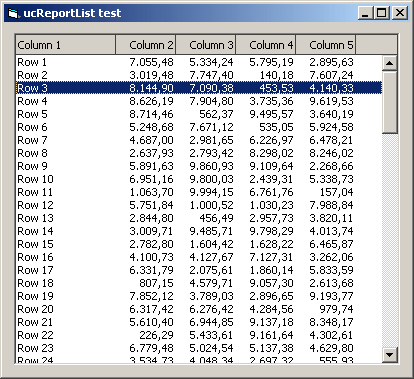 ucReportList test
Column 1 Column 2 Column 3 Column 4 Column 5
Row 1 7.055,48 5.334,24 5.795,19 2.895,63
Row 2 3.019,48 7.747,40 140,18 7.607,24
Row 3 8.144,90 7.090,38 453,53 4.140,33
Row 4 8.626,19 7.904,80 3.735,36 9.619,53
Row 5 8.714,46 562,37 9.495,57 3.640,19
Row 6 5.248,68 7.671,12 535,05 5.924,58
Row 7 4.687,00 2.981,65 6.226,97 6.478,21
Row 8 2.637,93 2.793,42 8.298,02 8.246,02
Row 9 5.891,63 9.860,93 9.109,64 2.268,66
Row 10 6.951,16 9.800,03 2.439,31 5.338,73
Row 11 1.063,70 9.994,15 6.761,76 157,04
Row 12 5.751,84 1.000,52 1.030,23 7.988,84
Row 13 2.844,80 456,49 2.957,73 3.820,11
Row 14 3.009,71 9.485,71 9.798,29 4.013,74
Row 15 2.782,80 1.604,42 1.628,22 6.465,87
Row 16 4.100,73 4.127,67 7.127,31 3.262,06
Row 17 6.331,79 2.075,61 1.860,14 5.833,59
Row 18 807,15 4.579,71 9.057,30 2.613,68
Row 19 7.852,12 3.789,03 2.896,65 9.193,77
Row 20 6.317,42 6.276,42 4.284,56 979,74
Row 21 5.610,40 6.944,85 9.137,18 8.348,17
Row 22 226,29 5.433,61 9.161,64 4.302,61
Row 23 6.779,48 5.024,54 5.137,38 4.629,80
Row 24 3.534,73 4.048,34 2.697,32 555,93